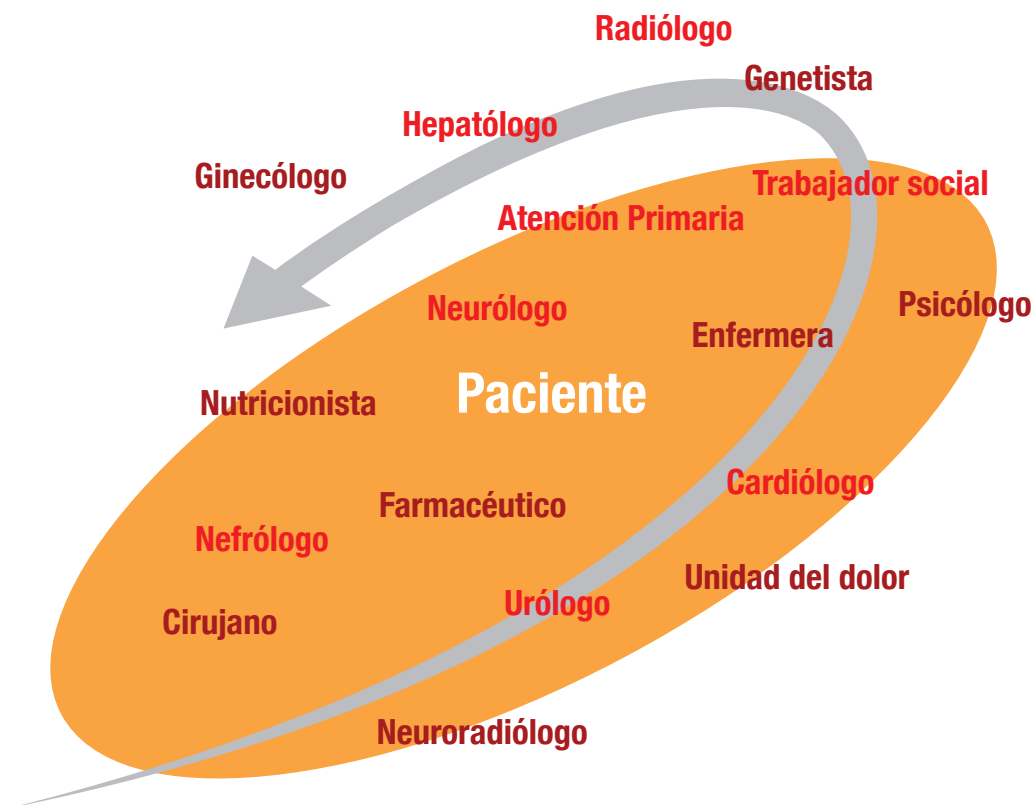 Radiólogo
Genetista
Hepatólogo
Ginecólogo
Trabajador social
Atención Primaria
Psicólogo
Neurólogo
Enfermera
Paciente
Nutricionista
Cardiólogo
Farmacéutico
Nefrólogo
Unidad del dolor
Urólogo
Cirujano
Neuroradiólogo